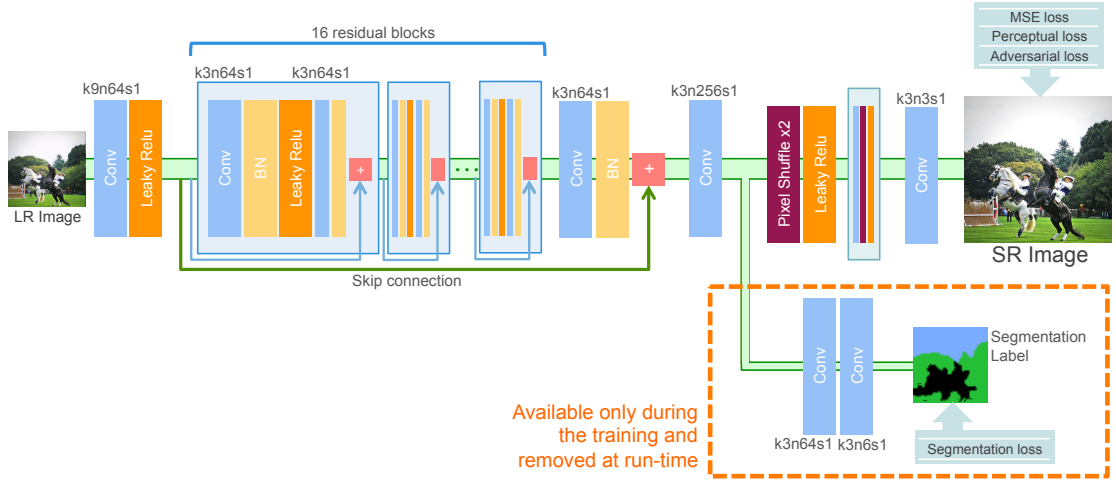 16 residual blocks
MSE loss
Perceptual loss
Adversarial loss
k9n64s1
k3n64s1
k3n64s1
k3n64s1
k3n256s1
k3n3s1
LR Image
Conv
Leaky Relu
Conv
BN
Leaky Relu
+
...
Conv
BN
+
Conv
Pixel Shuffle x2
Leaky Relu
Conv
SR Image
Skip connection
Conv
Conv
Segmentation
Label
Available only during
the training and
removed at run-time
k3n64s1
k3n6s1
Segmentation loss